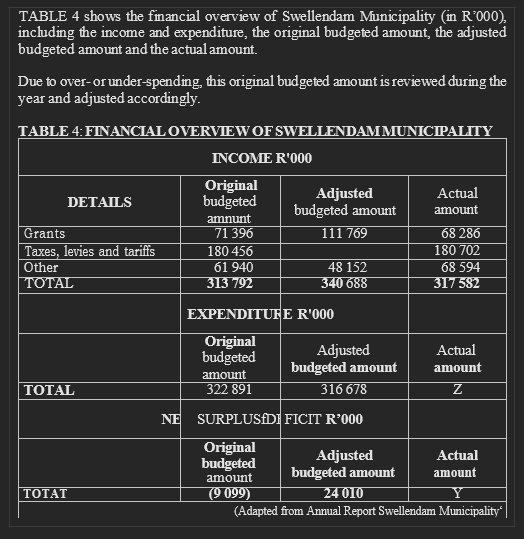 TABLE 4 shows the financial overview of Swellendam Municipality (in R'000),
including the income and expenditure, the original budgeted amount, the adjusted
budgeted amount and the actual amount.
Due to over- or under-spending, this original budgeted amount is reviewed during the
year and adjusted accordingly.
TABLE 4: FINANCIAL OVERVIEW OF SWELLENDAM MUNICIPALITY
INCOME R'000
DETAILS Original budgeted amnunt Adjusted budgeted amount Actual amount
Grants 71 396 111 769 68 286
Taxes, levies and tariffs 180 456 180 702
Other 61 940 48 152 68 594
TOTAL 313 792 340 688 317 582
EXPENDITURE R'000
Original budgeted amount Adjusted budgeted amount Actual amount
TOTAL 322 891 316 678 Z
NE SURPLUSfDI FICIT R'000
Original budgeted amount Adjusted budgeted amount Actual amount
TOTAT (9 099) 24 010 Y
(Adapted from Annual Report Swellendam Municipality'